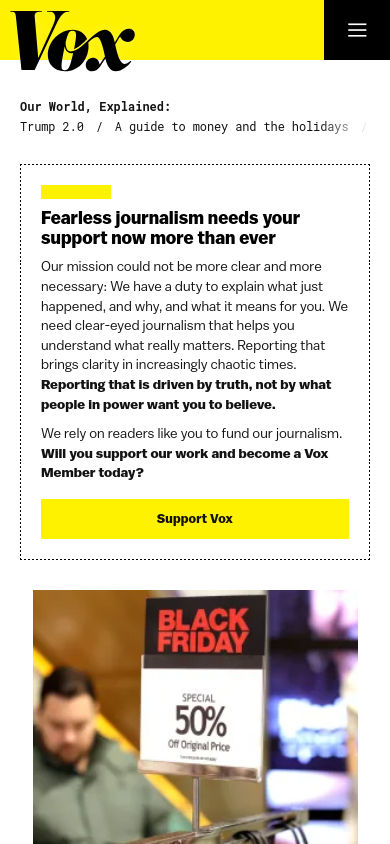 Vox
Our World, Explained:
Trump 2.0 / A guide to money and the holidays /
Fearless journalism needs your
support now more than ever
Our mission could not be more clear and more
necessary: We have a duty to explain what just
happened, and why, and what it means for you. We
need clear-eyed journalism that helps you
understand what really matters. Reporting that
brings clarity in increasingly chaotic times.
Reporting that is driven by truth, not by what
people in power want you to believe.
We rely on readers like you to fund our journalism.
Will you support our work and become a Vox
Member today?
Support Vox
BLACK
FRIDAY
SPECIAL
50%
Off Original Price